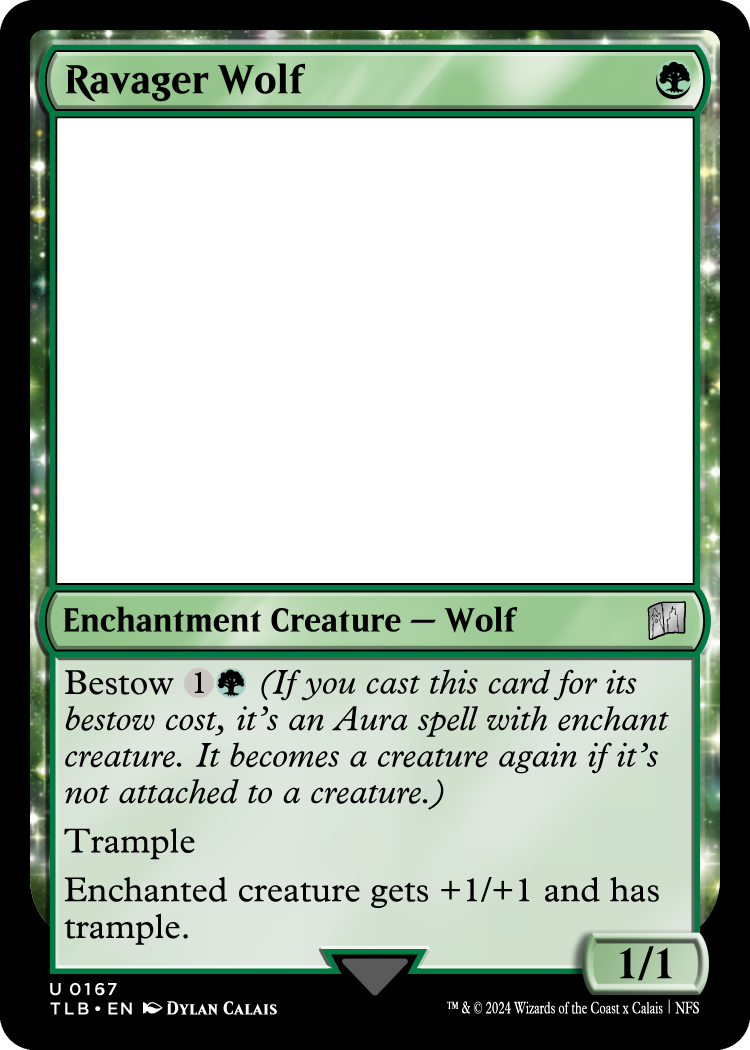 Ravager Wolf
Enchantment Creature — Wolf
Bestow 1 (If you cast this card for its
bestow cost, it's an Aura spell with enchant
creature. It becomes a creature again if it's
not attached to a creature.)
Trample
Enchanted creature gets +1/+1 and has
trample.
1/1
U 0167
TLB • EN DYLAN CALAIS
™ & © 2024 Wizards of the Coast x Calais | NFS